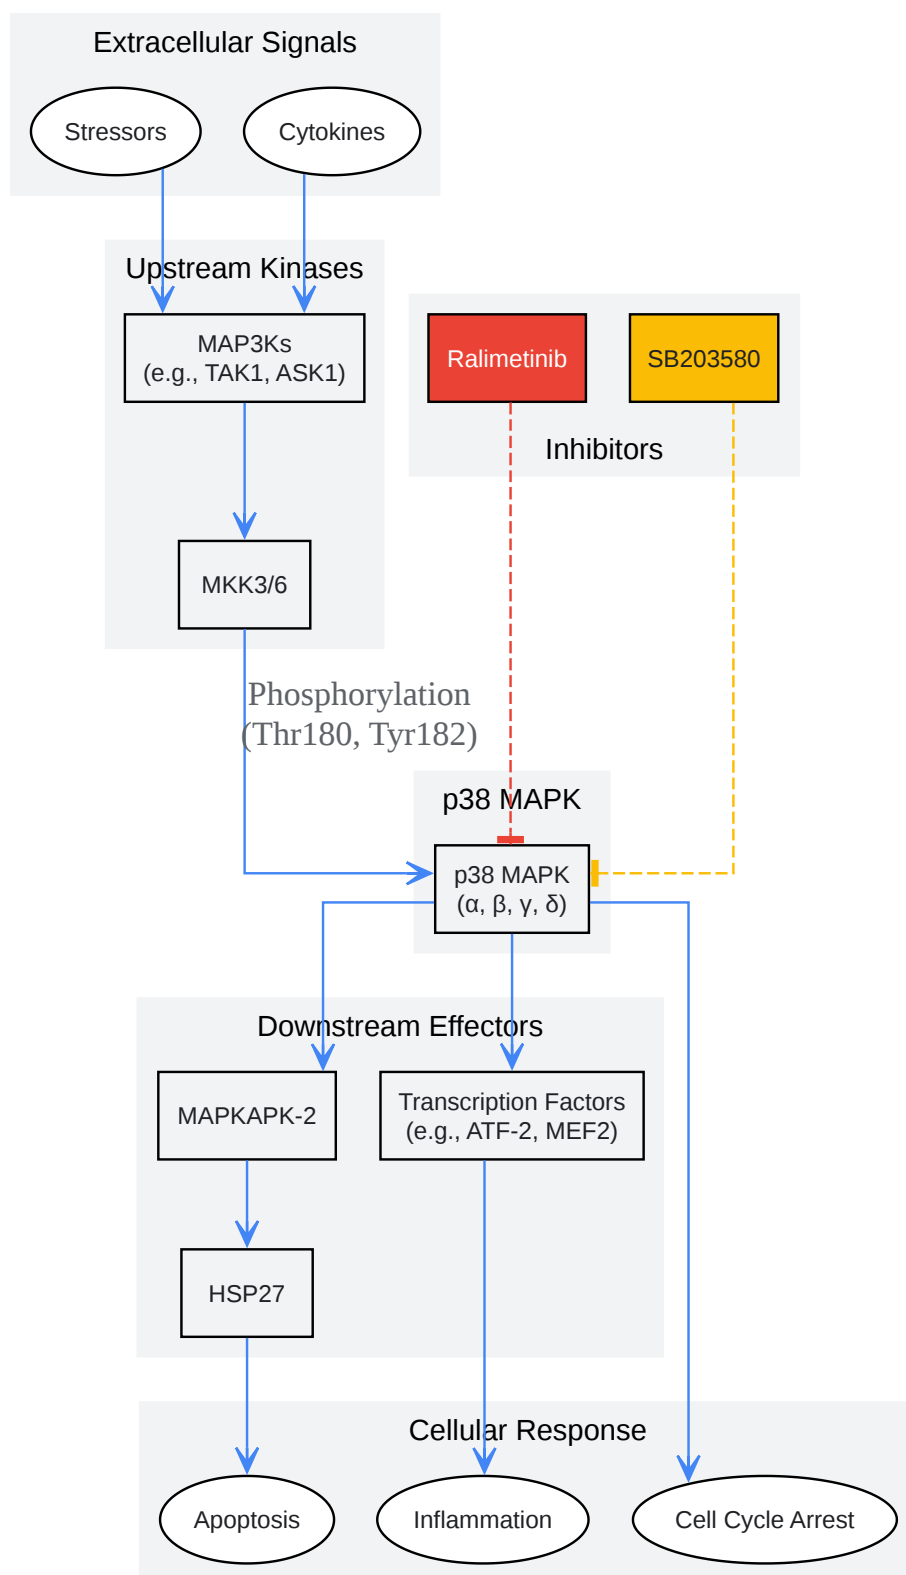 Extracellular Signals
Stressors
Cytokines
Upstream Kinases
MAP3Ks
(e.g., TAK1, ASK1)
Ralimetinib
SB203580
Inhibitors
MKK3/6
Phosphorylation
(Thr180, Tyr182)
p38 MAPK
p38 MAPK
(α, β, γ, δ)
Downstream Effectors
MAPKAPK-2
Transcription Factors
(e.g., ATF-2, MEF2)
HSP27
Cellular Response
Apoptosis
Inflammation
Cell Cycle Arrest